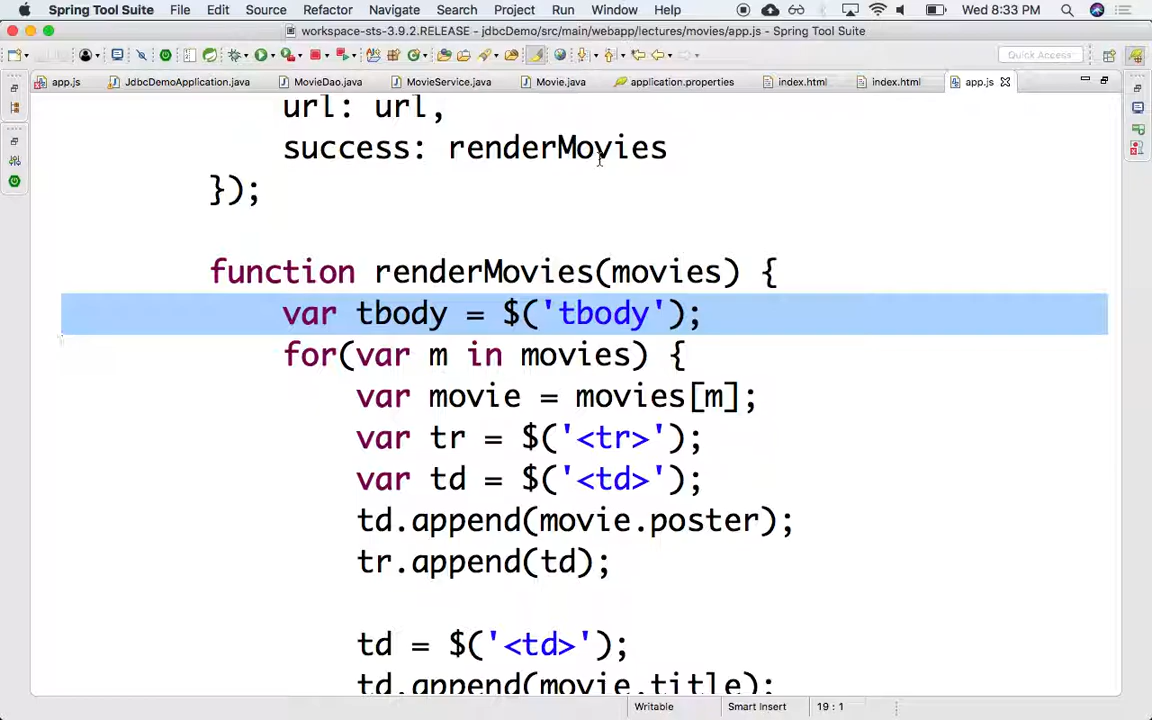 Spring Tool Suite File Edit Source Refactor Navigate Search Project Run Window Help Wed 8:33 PM
workspace-sts-3.9.2.RELEASE - jdbcDemo/src/main/webapp/lectures/movies/app.js - Spring Tool Suite
Quick Access
app.js JdbcDemoApplication.java MovieDao.java MovieService.java Movie.java application.properties index.html index.html app.js
url: url,
success: renderMovies
});
function renderMovies(movies) {
var tbody = $('tbody');
for(var m in movies) {
var movie = movies[m];
var tr = $('<tr>');
var td = $('<td>');
td.append(movie.poster);
tr.append(td);
td = $('<td>');
td.append(movie.title);
Writable Smart Insert 19 : 1